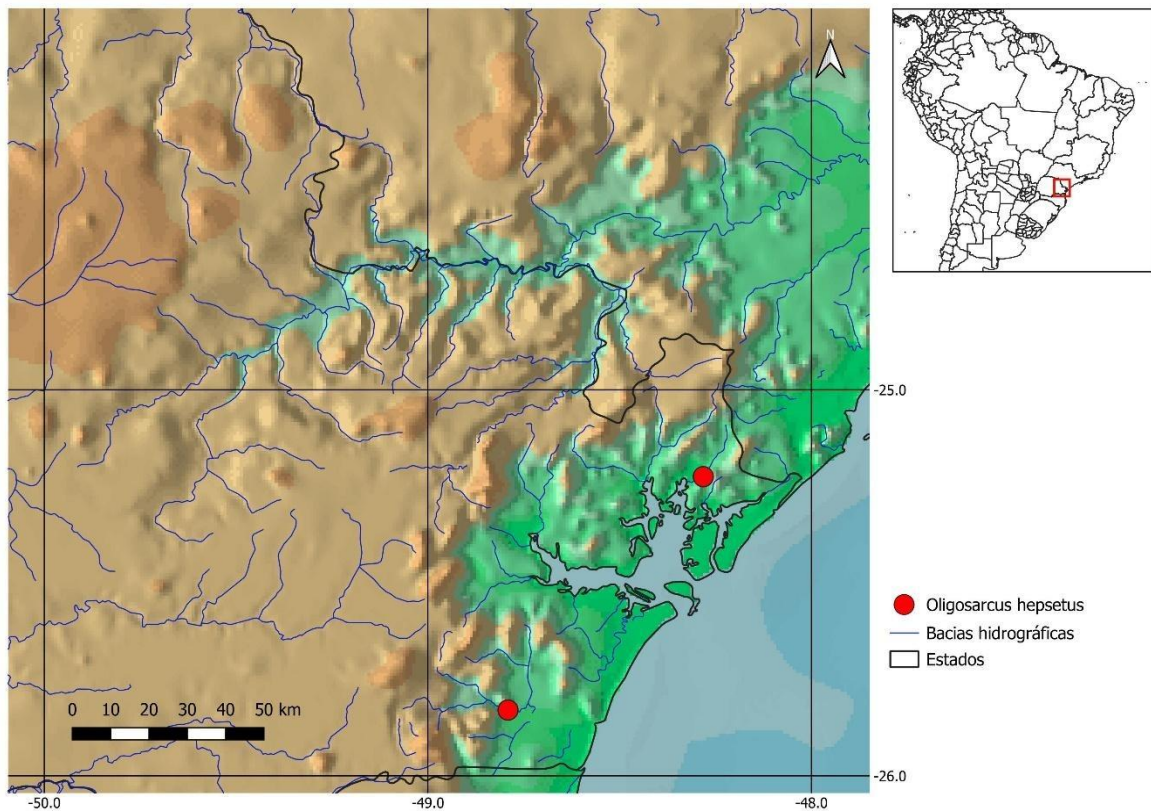 N
-25.0
Oligosarcus hepsetus
Bacias hidrográficas
Estados
0 10 20 30 40 50 km
-26.0
-50.0 -49.0 -48.0